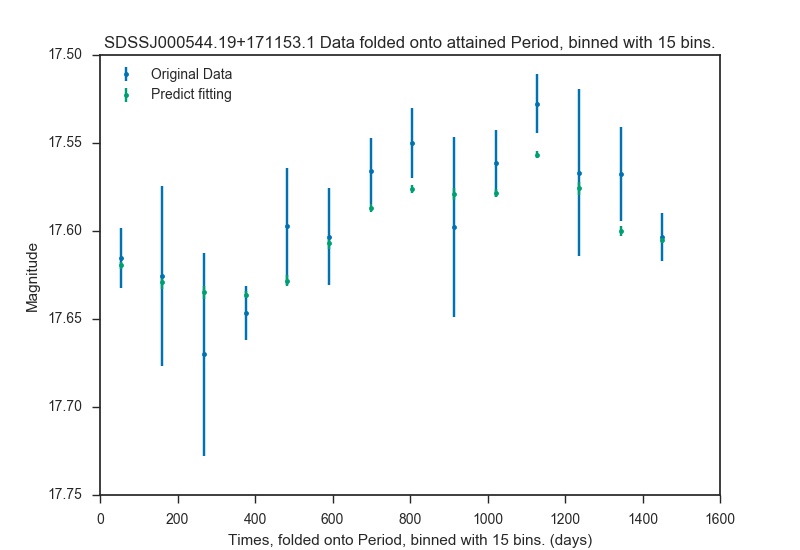 SDSSJ000544.19+171153.1 Data folded onto attained Period, binned with 15 bins.
Original Data
Predict fitting
17.50
17.55
17.60
17.65
17.70
17.75
Magnitude
0 200 400 600 800 1000 1200 1400 1600
Times, folded onto Period, binned with 15 bins. (days)